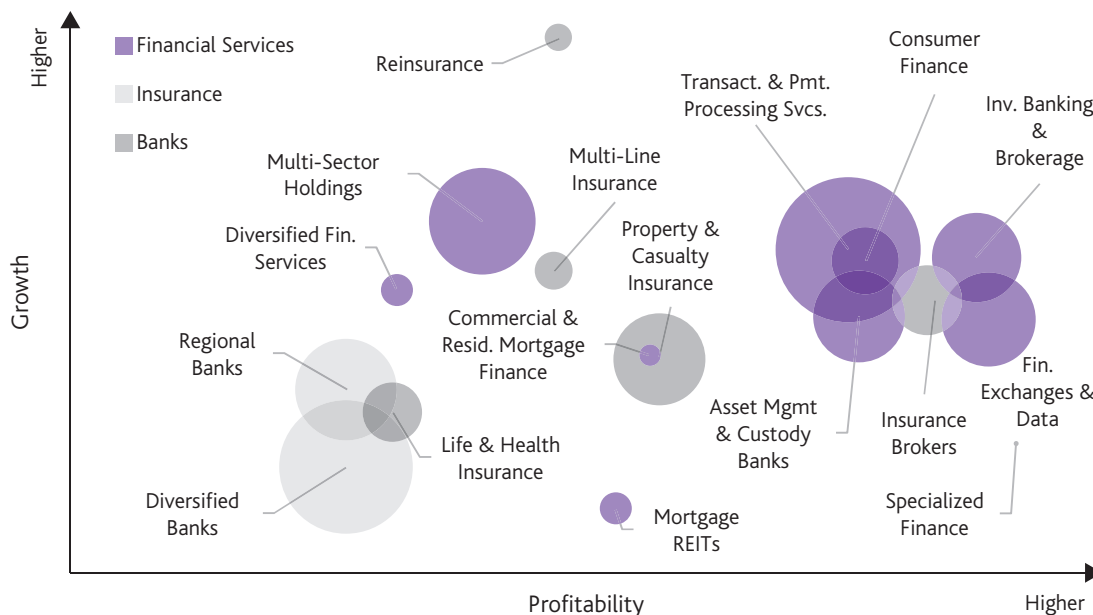 Higher
Growth
Financial Services
Insurance
Banks
Reinsurance
Consumer
Finance
Transact. & Pmt.
Processing Svcs.
Inv. Banking
&
Brokerage
Multi-Sector
Holdings
Multi-Line
Insurance
Diversified Fin.
Services
Property &
Casualty
Insurance
Commercial &
Resid. Mortgage
Finance
Regional
Banks
Fin.
Exchanges &
Data
Asset Mgmt
& Custody
Banks
Insurance
Brokers
Life & Health
Insurance
Diversified
Banks
Specialized
Finance
Mortgage
REITs
Profitability
Higher